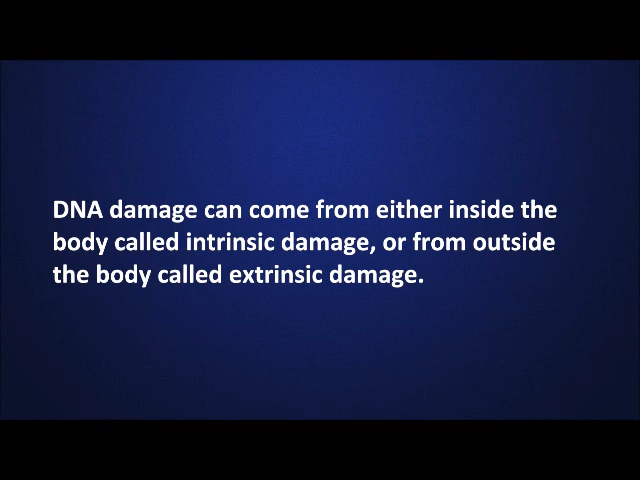 DNA damage can come from either inside the
body called intrinsic damage, or from outside
the body called extrinsic damage.